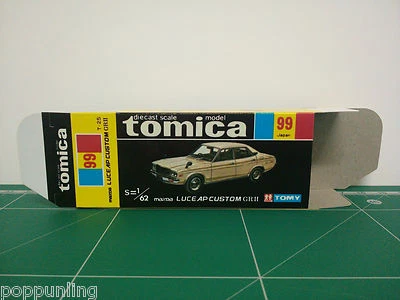 tomica
99
T-25
mazda LUCE AP CUSTOM GRII
diecast scale model
tomica
99
Japan
S=1/62
mazda LUCE AP CUSTOM GRII
TOMY
poppunling